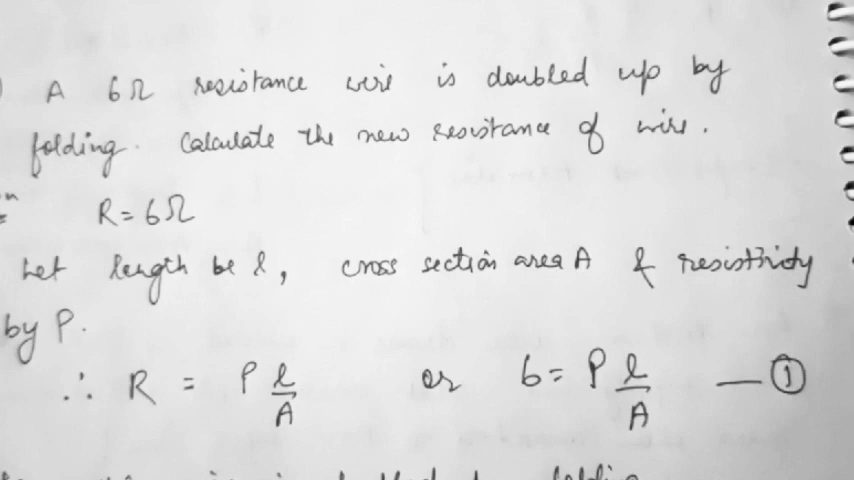 ) A 6Ω resistance wire is doubled up by
folding. Calculate the new resistance of wire.
R = 6Ω
Let length be l, cross section area A & resistivity
by P.
∴ R = P l/A or 6 = P l/A — ①
folding